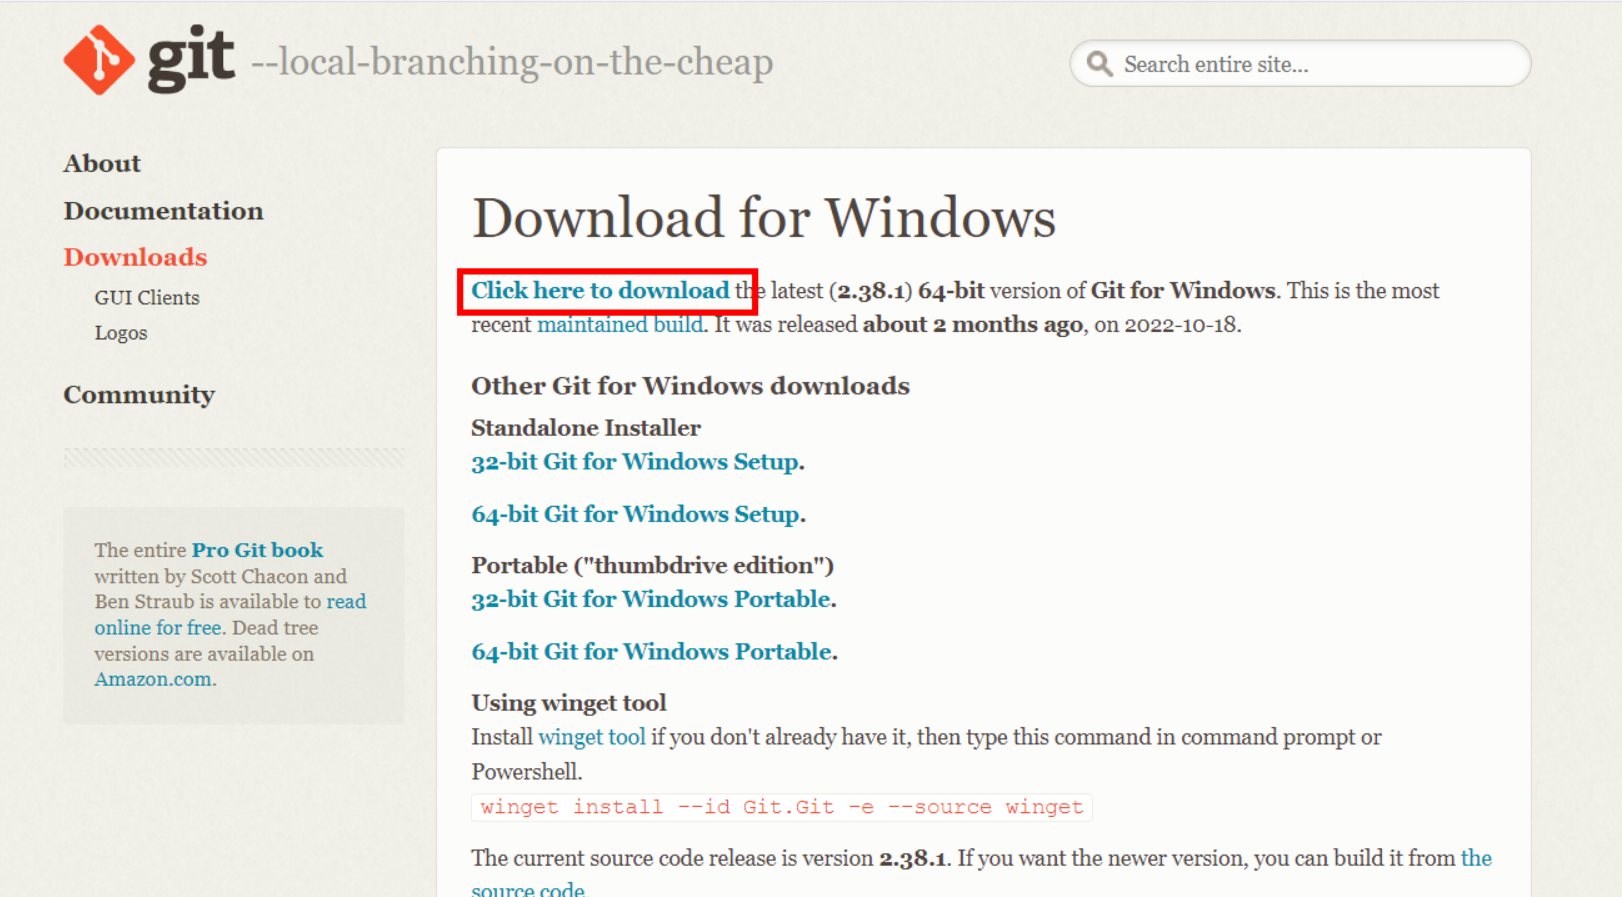 git --local-branching-on-the-cheap
Search entire site...
About
Documentation
Downloads
GUI Clients
Logos
Community
The entire Pro Git book
written by Scott Chacon and
Ben Straub is available to read
online for free. Dead tree
versions are available on
Amazon.com.
Download for Windows
Click here to download the latest (2.38.1) 64-bit version of Git for Windows. This is the most
recent maintained build. It was released about 2 months ago, on 2022-10-18.
Other Git for Windows downloads
Standalone Installer
32-bit Git for Windows Setup.
64-bit Git for Windows Setup.
Portable ("thumbdrive edition")
32-bit Git for Windows Portable.
64-bit Git for Windows Portable.
Using winget tool
Install winget tool if you don't already have it, then type this command in command prompt or
Powershell.
winget install --id Git.Git -e --source winget
The current source code release is version 2.38.1. If you want the newer version, you can build it from the
source code.